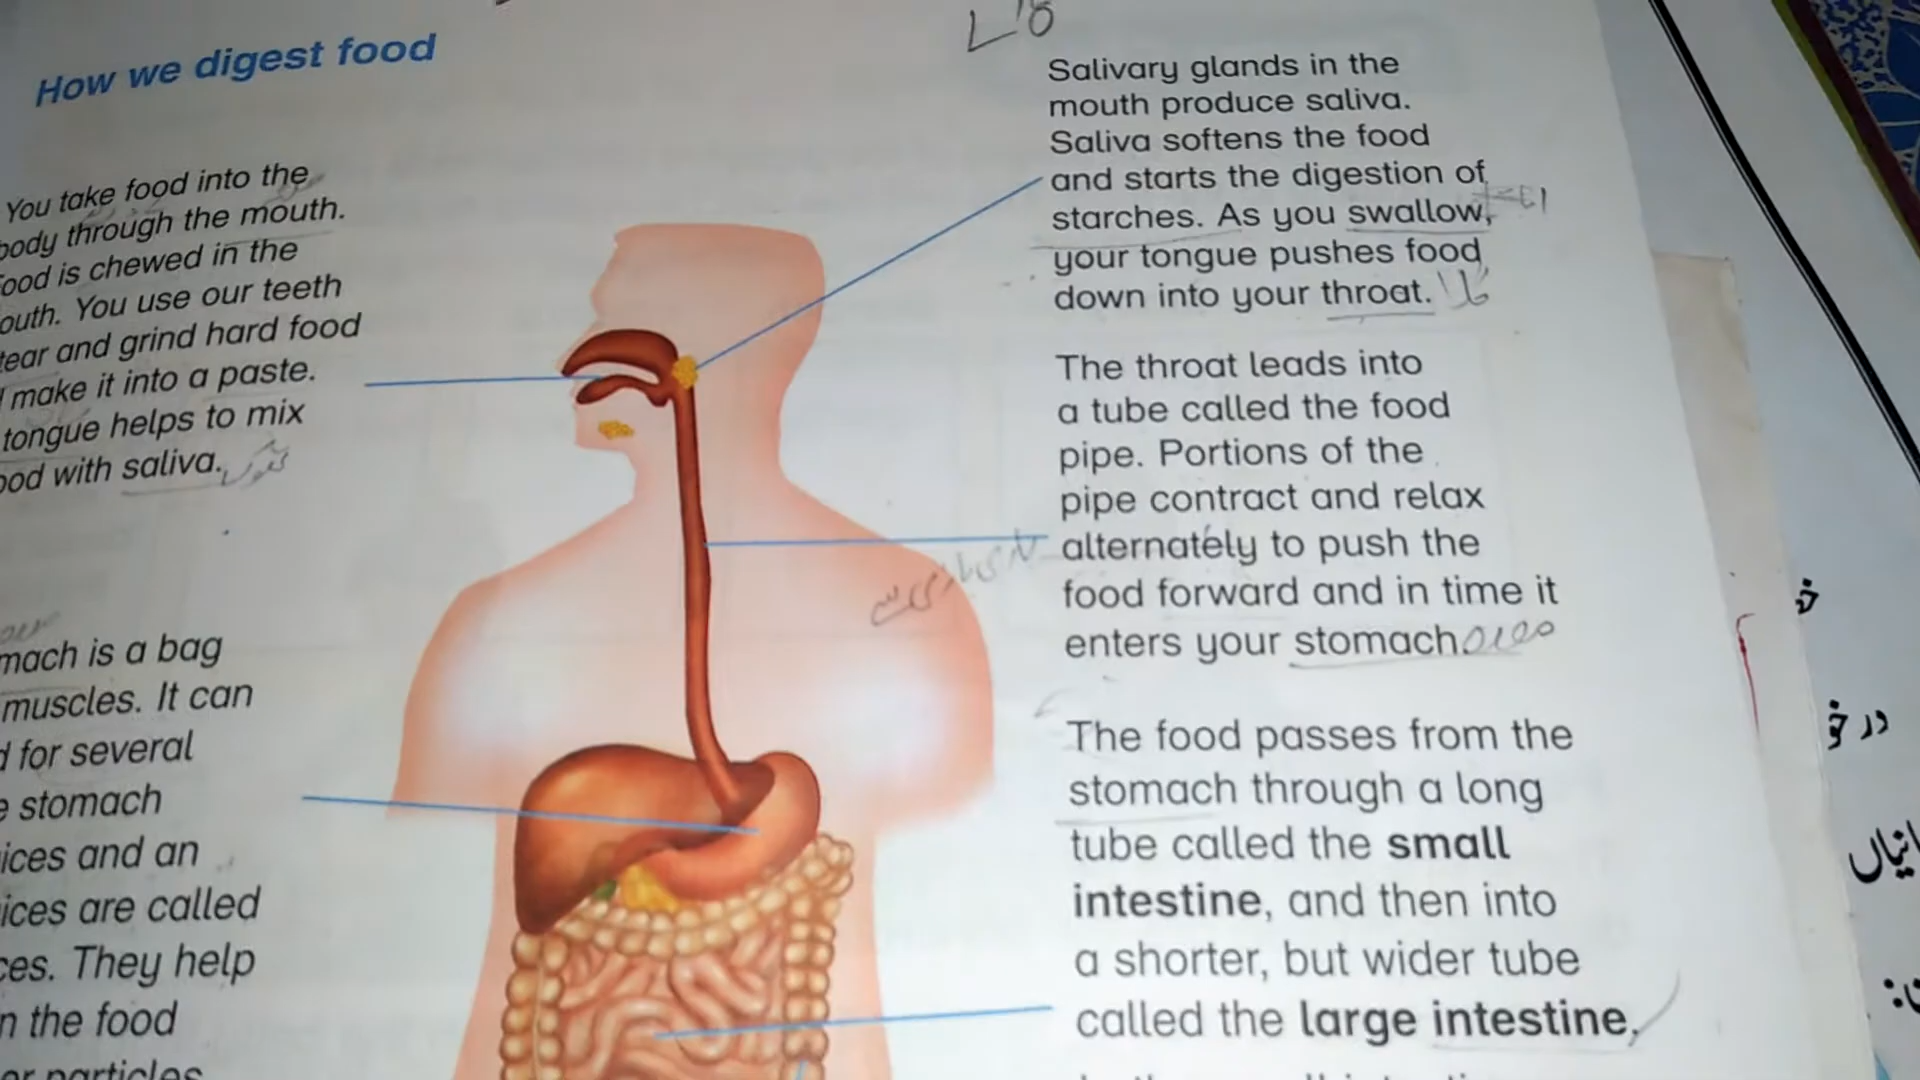 How we digest food
You take food into the
body through the mouth.
Food is chewed in the
mouth. You use our teeth
tear and grind hard food
make it into a paste.
tongue helps to mix
food with saliva.
mach is a bag
muscles. It can
for several
stomach
ices and an
ices are called
ces. They help
n the food
particles
Salivary glands in the
mouth produce saliva.
Saliva softens the food
and starts the digestion of
starches. As you swallow,
your tongue pushes food
down into your throat.
The throat leads into
a tube called the food
pipe. Portions of the
pipe contract and relax
alternately to push the
food forward and in time it
enters your stomach.
معدہ
The food passes from the
stomach through a long
tube called the small
intestine, and then into
a shorter, but wider tube
called the large intestine.